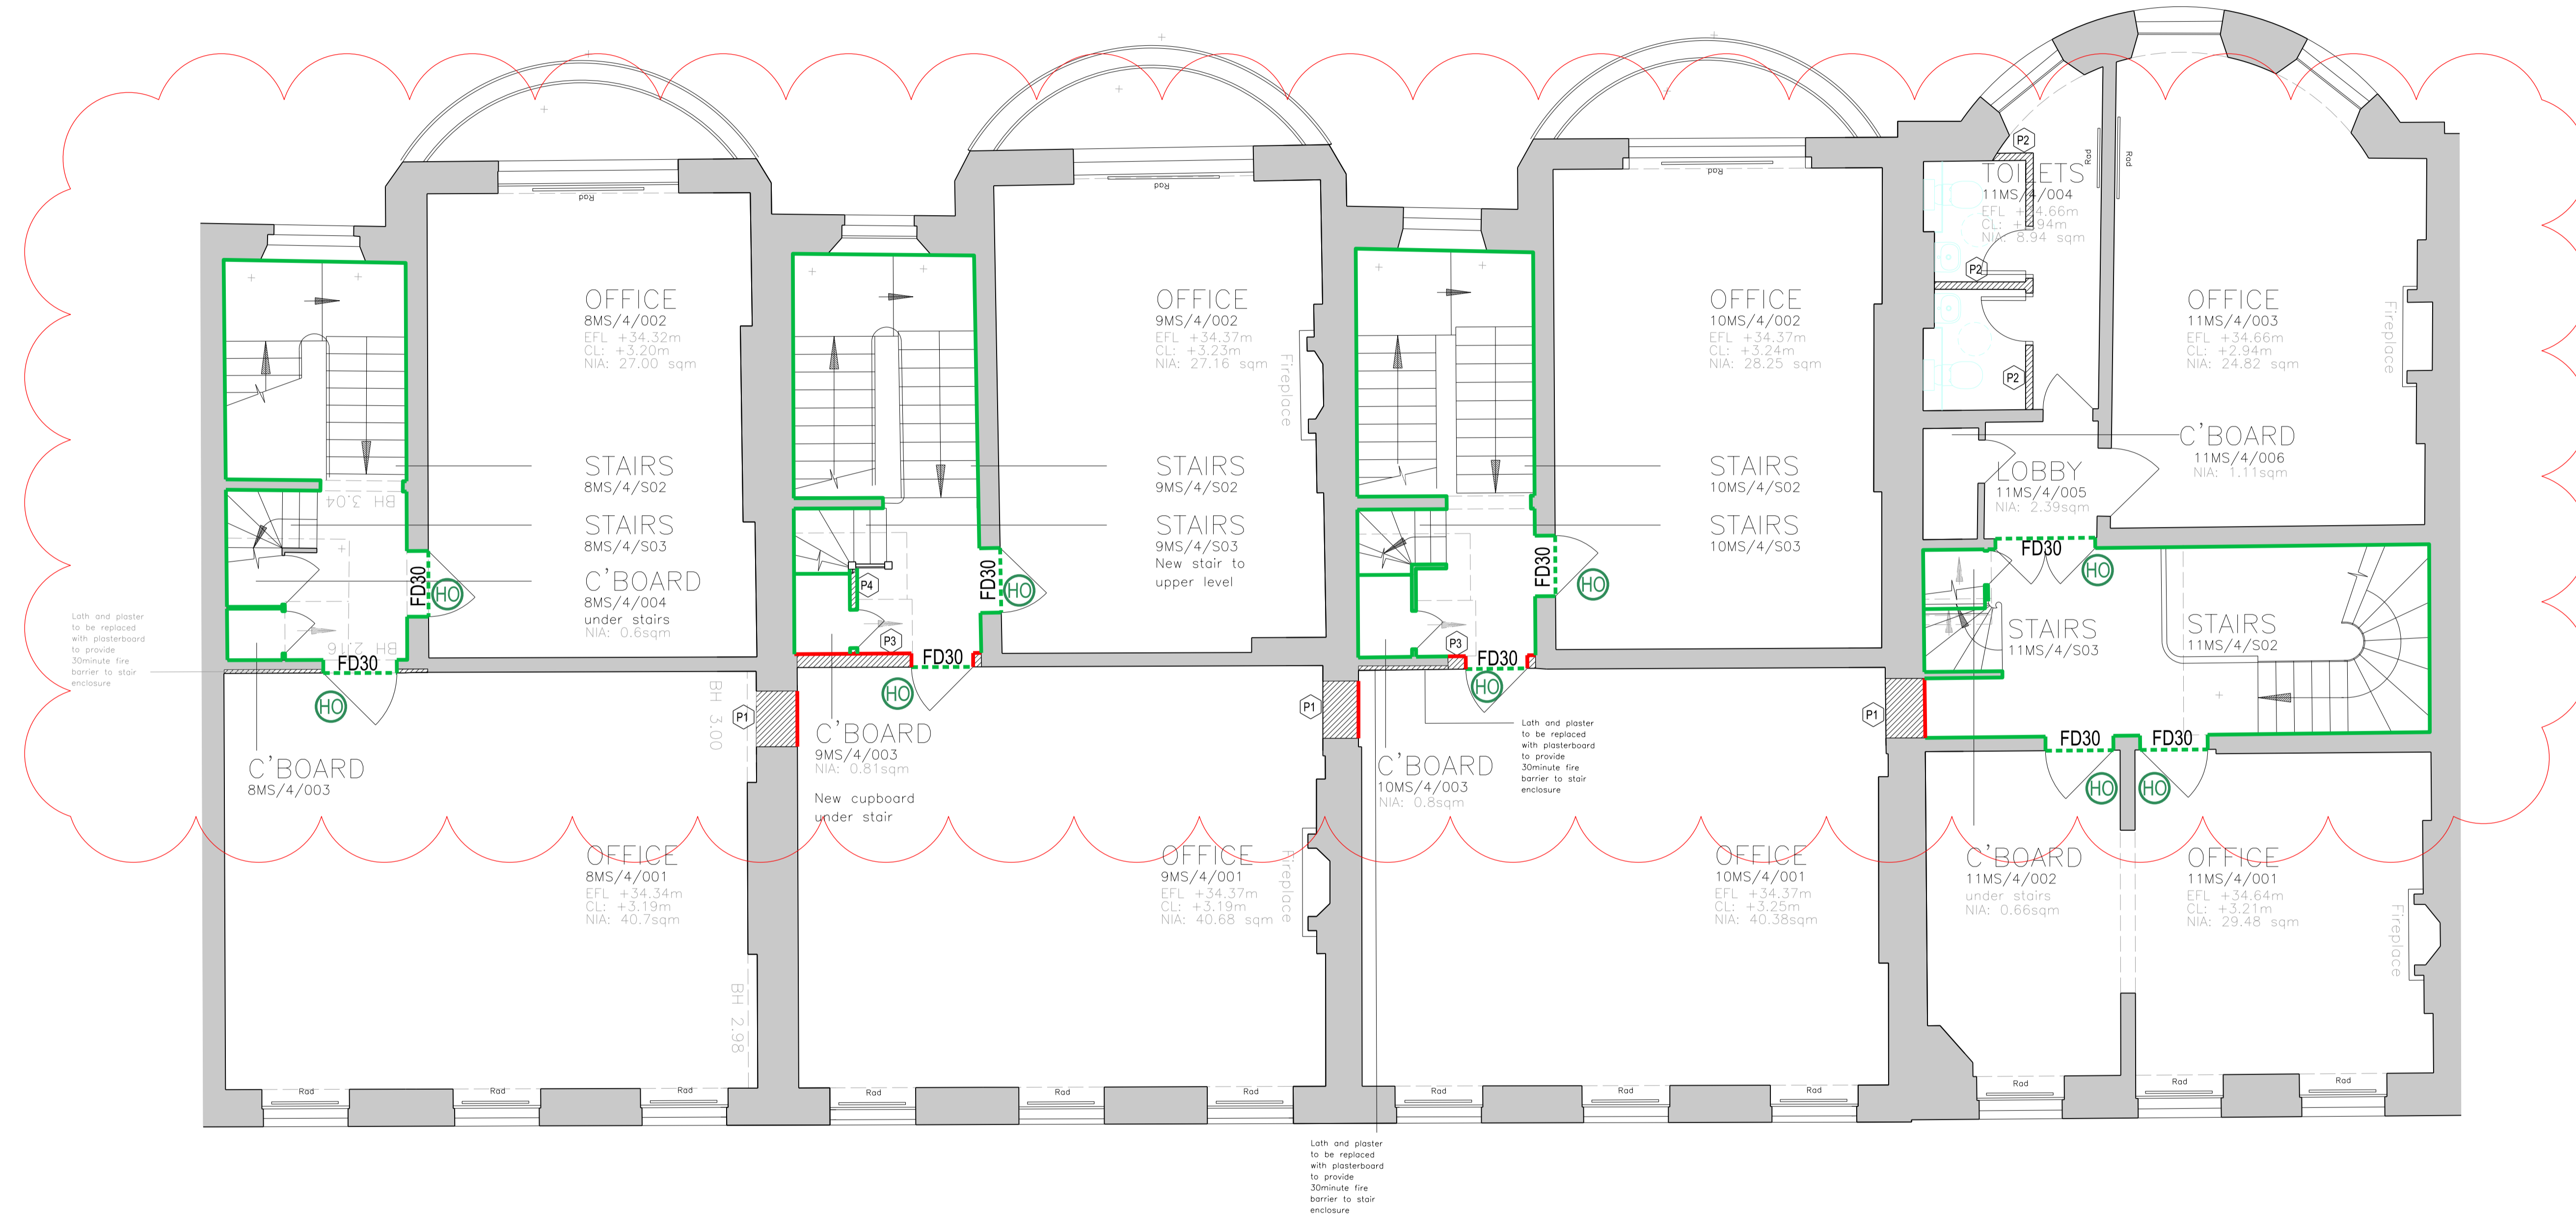 P2
TOILETS
11MS/4/004
EFL +34.66m
CL: +2.94m
NIA: 8.94 sqm
Rad
Rad
P2
P2
Rad
OFFICE
8MS/4/002
EFL +34.32m
CL: +3.20m
NIA: 27.00 sqm
Rad
OFFICE
9MS/4/002
EFL +34.37m
CL: +3.23m
NIA: 27.16 sqm
Fireplace
Rad
OFFICE
10MS/4/002
EFL +34.37m
CL: +3.24m
NIA: 28.25 sqm
OFFICE
11MS/4/003
EFL +34.66m
CL: +2.94m
NIA: 24.82 sqm
Fireplace
C'BOARD
11MS/4/006
NIA: 1.11sqm
LOBBY
11MS/4/005
NIA: 2.39sqm
STAIRS
8MS/4/S02
STAIRS
8MS/4/S03
C'BOARD
8MS/4/004
under stairs
NIA: 0.6sqm
BH 3.04
BH 2.16
FD30
HO
FD30
HO
STAIRS
9MS/4/S02
STAIRS
9MS/4/S03
New stair to
upper level
P4
P3
FD30
HO
FD30
HO
STAIRS
10MS/4/S02
STAIRS
10MS/4/S03
P3
FD30
HO
FD30
HO
FD30
HO
STAIRS
11MS/4/S03
STAIRS
11MS/4/S02
FD30
HO
FD30
HO
Lath and plaster
to be replaced
with plasterboard
to provide
30minute fire
barrier to stair
enclosure
BH 3.00
P1
P1
P1
C'BOARD
8MS/4/003
C'BOARD
9MS/4/003
NIA: 0.81sqm
New cupboard
under stair
C'BOARD
10MS/4/003
NIA: 0.8sqm
Lath and plaster
to be replaced
with plasterboard
to provide
30minute fire
barrier to stair
enclosure
OFFICE
8MS/4/001
EFL +34.34m
CL: +3.19m
NIA: 40.7sqm
BH 2.98
OFFICE
9MS/4/001
EFL +34.37m
CL: +3.19m
NIA: 40.68 sqm
Fireplace
OFFICE
10MS/4/001
EFL +34.37m
CL: +3.25m
NIA: 40.38sqm
C'BOARD
11MS/4/002
under stairs
NIA: 0.66sqm
OFFICE
11MS/4/001
EFL +34.64m
CL: +3.21m
NIA: 29.48 sqm
Fireplace
Rad
Rad
Rad
Rad
Rad
Rad
Rad
Rad
Rad
Rad
Rad
Rad
Lath and plaster
to be replaced
with plasterboard
to provide
30minute fire
barrier to stair
enclosure